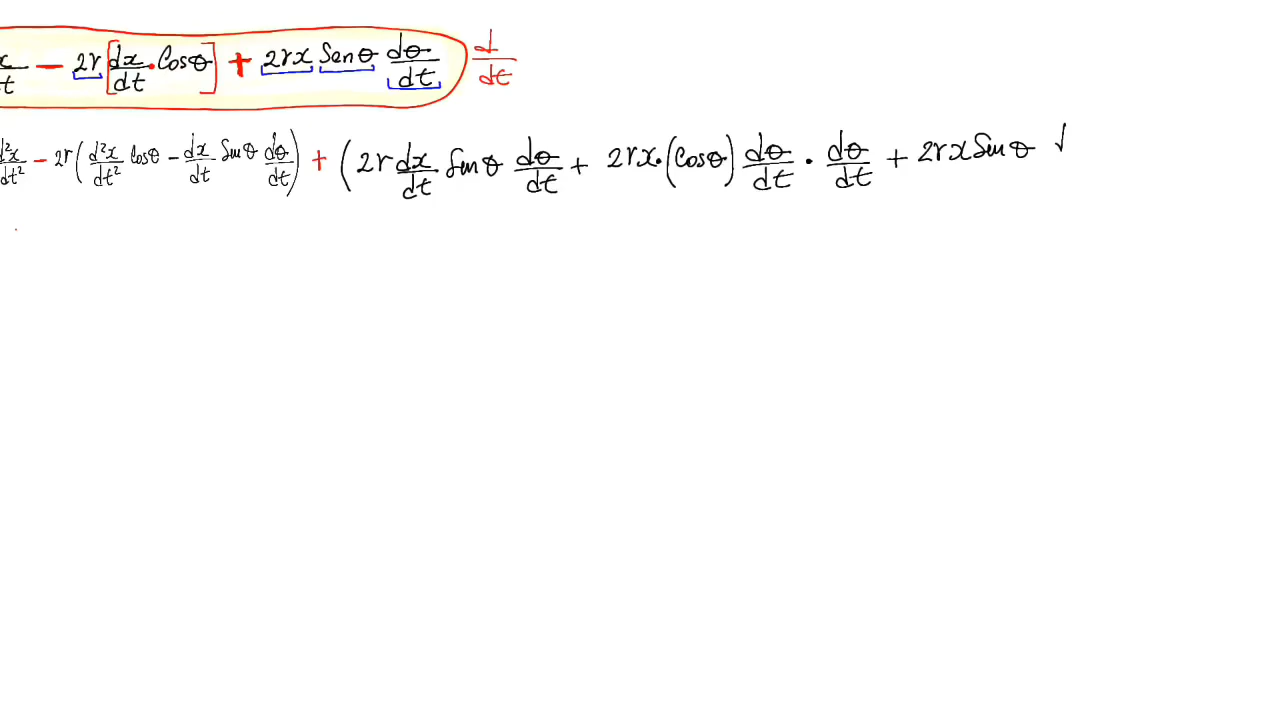 x/t − 2r [dx/dt · Cosθ] + 2rx Senθ dθ/dt d/dt
d²x/dt² − 2r (d²x/dt² Cosθ − dx/dt Senθ dθ/dt) + (2r dx/dt Senθ dθ/dt + 2rx·(Cosθ) dθ/dt · dθ/dt + 2rx Senθ